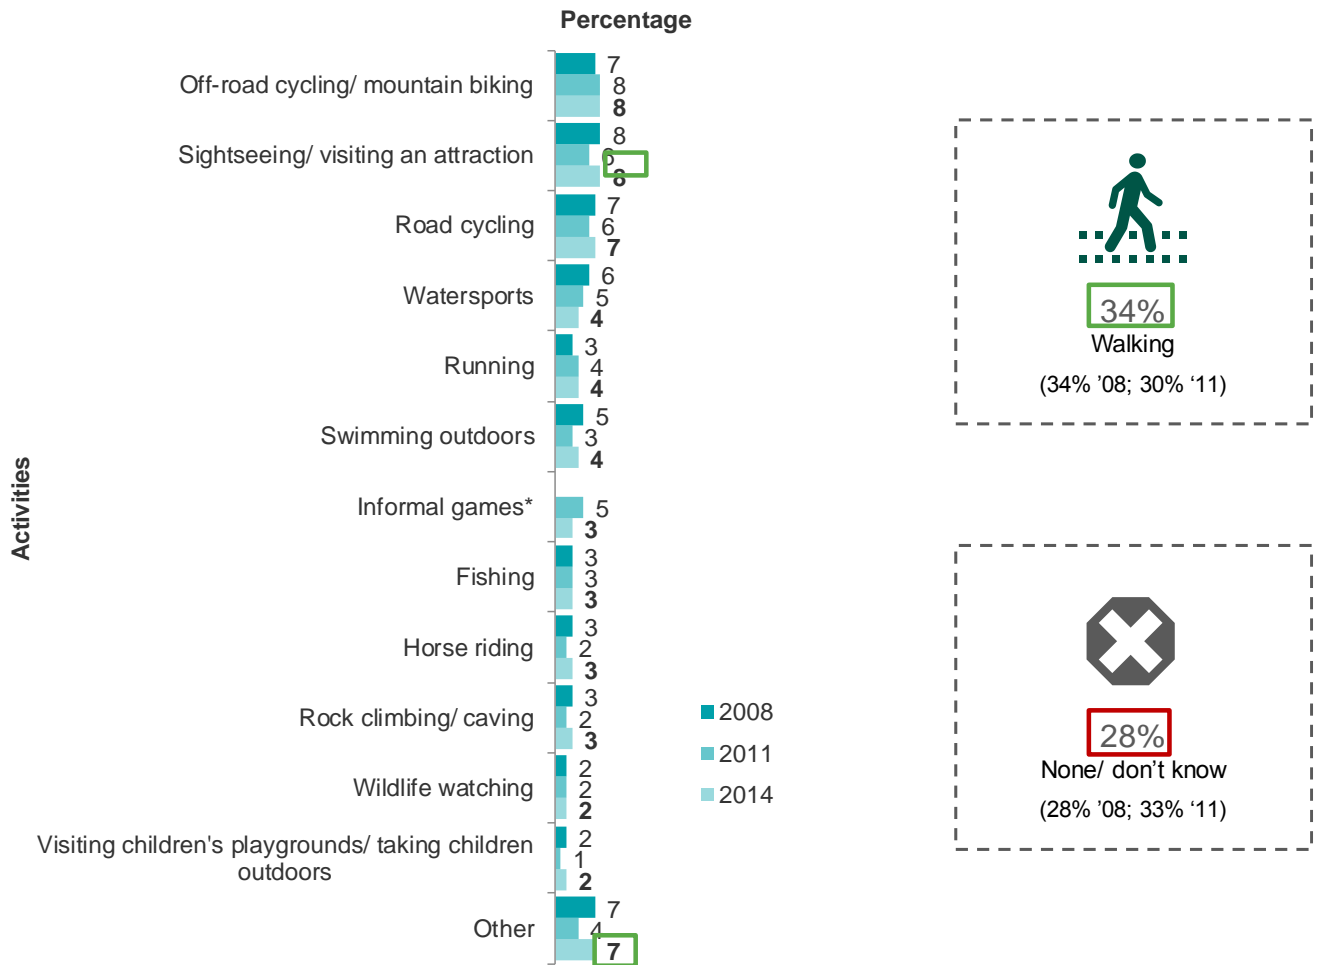 Percentage
Activities
Off-road cycling/ mountain biking
7
8
8
Sightseeing/ visiting an attraction
8
6
8
Road cycling
7
6
7
Watersports
6
5
4
Running
3
4
4
Swimming outdoors
5
3
4
Informal games*
5
3
Fishing
3
3
3
Horse riding
3
2
3
Rock climbing/ caving
3
2
3
Wildlife watching
2
2
2
Visiting children's playgrounds/ taking children
outdoors
2
1
2
Other
7
4
7
2008
2011
2014
34%
Walking
(34% ’08; 30% ‘11)
28%
None/ don’t know
(28% ’08; 33% ‘11)